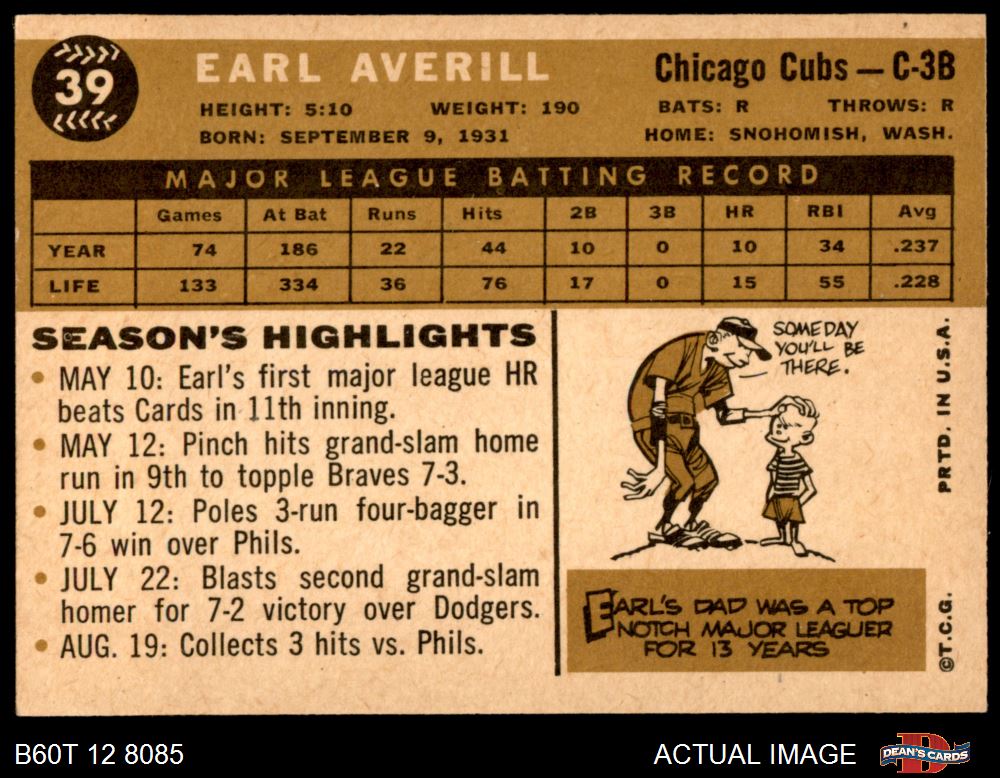 39
EARL AVERILL
Chicago Cubs — C-3B
HEIGHT: 5:10 WEIGHT: 190 BATS: R THROWS: R
BORN: SEPTEMBER 9, 1931 HOME: SNOHOMISH, WASH.
MAJOR LEAGUE BATTING RECORD
Games At Bat Runs Hits 2B 3B HR RBI Avg
YEAR 74 186 22 44 10 0 10 34 .237
LIFE 133 334 36 76 17 0 15 55 .228
SEASON'S HIGHLIGHTS
• MAY 10: Earl's first major league HR
beats Cards in 11th inning.
• MAY 12: Pinch hits grand-slam home
run in 9th to topple Braves 7-3.
• JULY 12: Poles 3-run four-bagger in
7-6 win over Phils.
• JULY 22: Blasts second grand-slam
homer for 7-2 victory over Dodgers.
• AUG. 19: Collects 3 hits vs. Phils.
SOMEDAY
YOU'LL BE
THERE.
EARL'S DAD WAS A TOP
NOTCH MAJOR LEAGUER
FOR 13 YEARS
©T.C.G. PRTD. IN U.S.A.
B60T 12 8085
ACTUAL IMAGE
DEAN'S CARDS